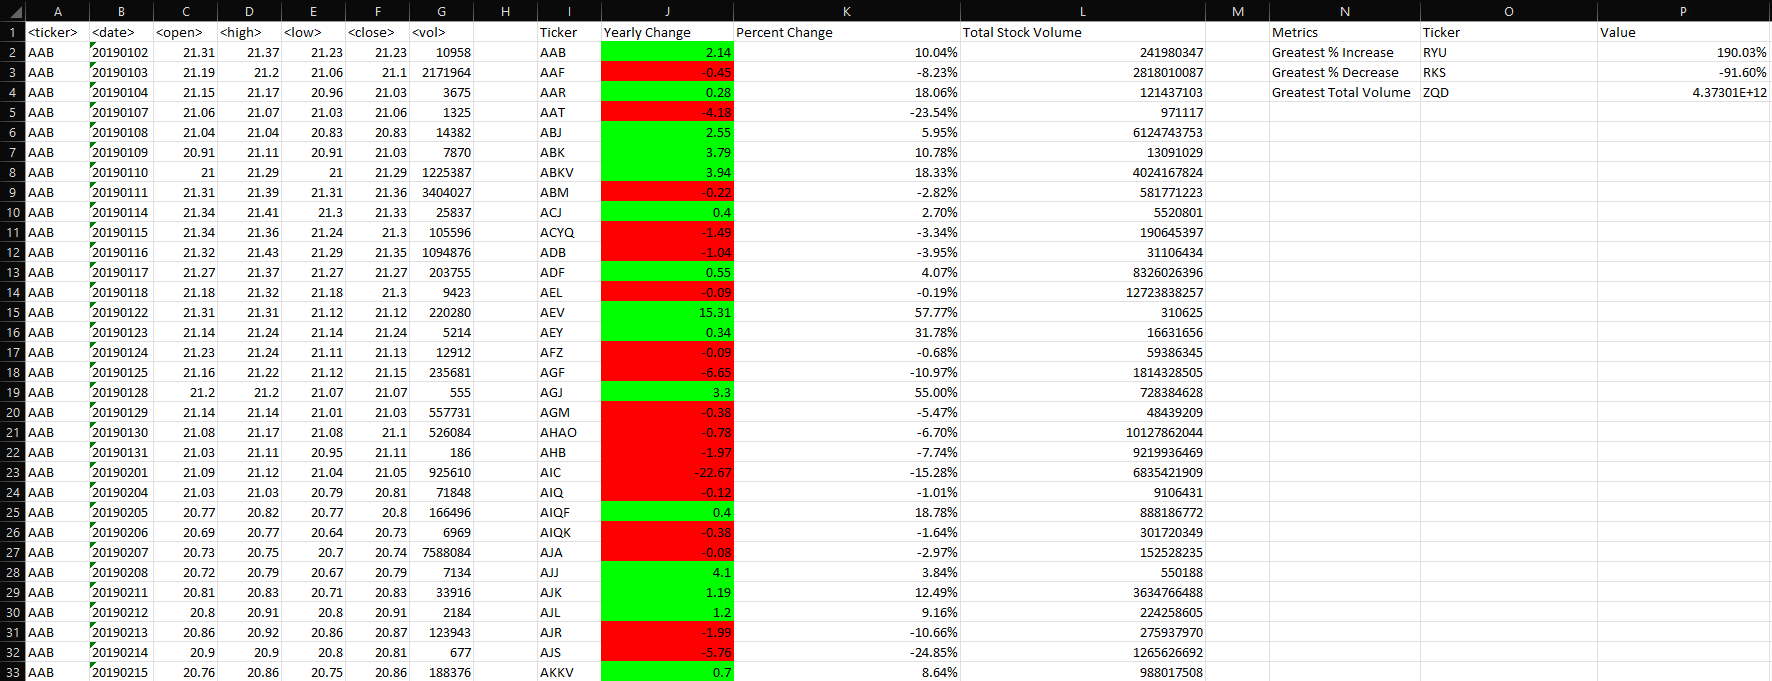 A B C D E F G H I J K L M N O P
1 <ticker> <date> <open> <high> <low> <close> <vol> Ticker Yearly Change Percent Change Total Stock Volume Metrics Ticker Value
2 AAB 20190102 21.31 21.37 21.23 21.23 10958 AAB 2.14 10.04% 241980347 Greatest % Increase RYU 190.03%
3 AAB 20190103 21.19 21.2 21.06 21.1 2171964 AAF -0.45 -8.23% 2818010087 Greatest % Decrease RKS -91.60%
4 AAB 20190104 21.15 21.17 20.96 21.03 3675 AAR 0.28 18.06% 121437103 Greatest Total Volume ZQD 4.37301E+12
5 AAB 20190107 21.06 21.07 21.03 21.06 1325 AAT -4.18 -23.54% 971117
6 AAB 20190108 21.04 21.04 20.83 20.83 14382 ABJ 2.55 5.95% 6124743753
7 AAB 20190109 20.91 21.11 20.91 21.03 7870 ABK 3.79 10.78% 13091029
8 AAB 20190110 21 21.29 21 21.29 1225387 ABKV 3.94 18.33% 4024167824
9 AAB 20190111 21.31 21.39 21.31 21.36 3404027 ABM -0.22 -2.82% 581771223
10 AAB 20190114 21.34 21.41 21.3 21.33 25837 ACJ 0.4 2.70% 5520801
11 AAB 20190115 21.34 21.36 21.24 21.3 105596 ACYQ -1.49 -3.34% 190645397
12 AAB 20190116 21.32 21.43 21.29 21.35 1094876 ADB -1.04 -3.95% 31106434
13 AAB 20190117 21.27 21.37 21.27 21.27 203755 ADF 0.55 4.07% 8326026396
14 AAB 20190118 21.18 21.32 21.18 21.3 9423 AEL -0.09 -0.19% 12723838257
15 AAB 20190122 21.31 21.31 21.12 21.12 220280 AEV 15.31 57.77% 310625
16 AAB 20190123 21.14 21.24 21.14 21.24 5214 AEY 0.34 31.78% 16631656
17 AAB 20190124 21.23 21.24 21.11 21.13 12912 AFZ -0.09 -0.68% 59386345
18 AAB 20190125 21.16 21.22 21.12 21.15 235681 AGF -6.65 -10.97% 1814328505
19 AAB 20190128 21.2 21.2 21.07 21.07 555 AGJ 3.3 55.00% 728384628
20 AAB 20190129 21.14 21.14 21.01 21.03 557731 AGM -0.38 -5.47% 48439209
21 AAB 20190130 21.08 21.17 21.08 21.1 526084 AHAO -0.78 -6.70% 10127862044
22 AAB 20190131 21.03 21.11 20.95 21.11 186 AHB -1.97 -7.74% 9219936469
23 AAB 20190201 21.09 21.12 21.04 21.05 925610 AIC -22.67 -15.28% 6835421909
24 AAB 20190204 21.03 21.03 20.79 20.81 71848 AIQ -0.12 -1.01% 9106431
25 AAB 20190205 20.77 20.82 20.77 20.8 166496 AIQF 0.4 18.78% 888186772
26 AAB 20190206 20.69 20.77 20.64 20.73 6969 AIQK -0.38 -1.64% 301720349
27 AAB 20190207 20.73 20.75 20.7 20.74 7588084 AJA -0.08 -2.97% 152528235
28 AAB 20190208 20.72 20.79 20.67 20.79 7134 AJJ 4.1 3.84% 550188
29 AAB 20190211 20.81 20.83 20.71 20.83 33916 AJK 1.19 12.49% 3634766488
30 AAB 20190212 20.8 20.91 20.8 20.91 2184 AJL 1.2 9.16% 224258605
31 AAB 20190213 20.86 20.92 20.86 20.87 123943 AJR -1.99 -10.66% 275937970
32 AAB 20190214 20.9 20.9 20.8 20.81 677 AJS -5.76 -24.85% 1265626692
33 AAB 20190215 20.76 20.86 20.75 20.86 188376 AKKV 0.7 8.64% 988017508